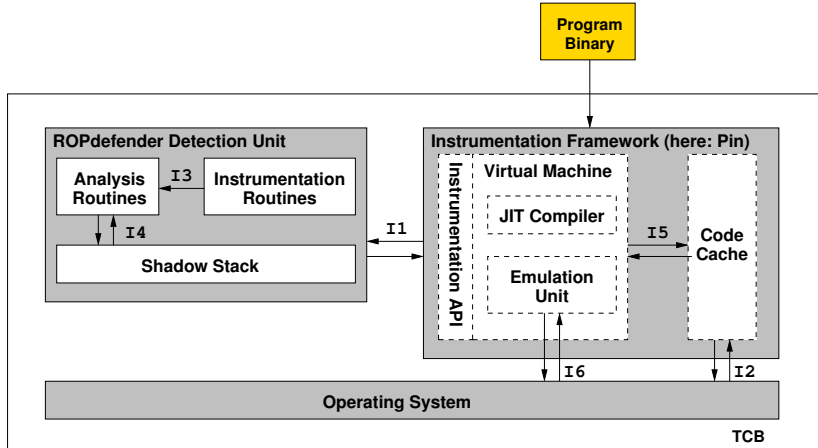 Program
Binary
ROPdefender Detection Unit
Analysis
Routines
I3
Instrumentation
Routines
I4
Shadow Stack
I1
Instrumentation Framework (here: Pin)
Instrumentation API
Virtual Machine
JIT Compiler
Emulation
Unit
I5
Code
Cache
I6
I2
Operating System
TCB